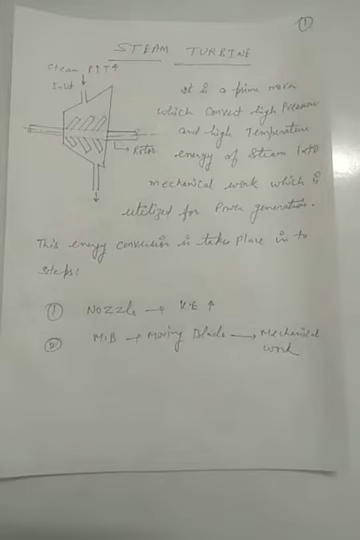 ①
STEAM TURBINE
Steam P↑T↑
Inlet
Rotor
It is a prime mover
which convert high Pressure
and high Temperature
energy of Steam into
mechanical work which is
utilized for Power generation.
This energy conversion is takes place in to
steps:
① Nozzle → K.E ↑
② M.B → Moving Blade → Mechanical
work